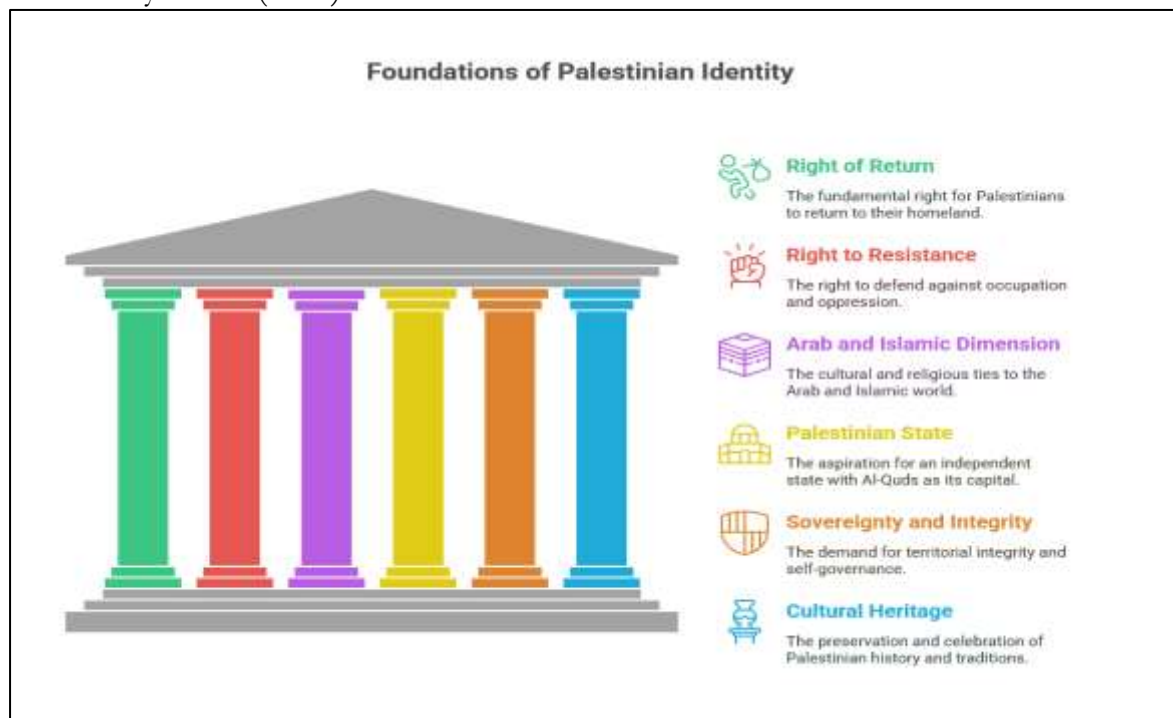 Foundations of Palestinian Identity
Right of Return
The fundamental right for Palestinians
to return to their homeland.
Right to Resistance
The right to defend against occupation
and oppression.
Arab and Islamic Dimension
The cultural and religious ties to the
Arab and Islamic world.
Palestinian State
The aspiration for an independent
state with Al-Quds as its capital.
Sovereignty and Integrity
The demand for territorial integrity and
self-governance.
Cultural Heritage
The preservation and celebration of
Palestinian history and traditions.